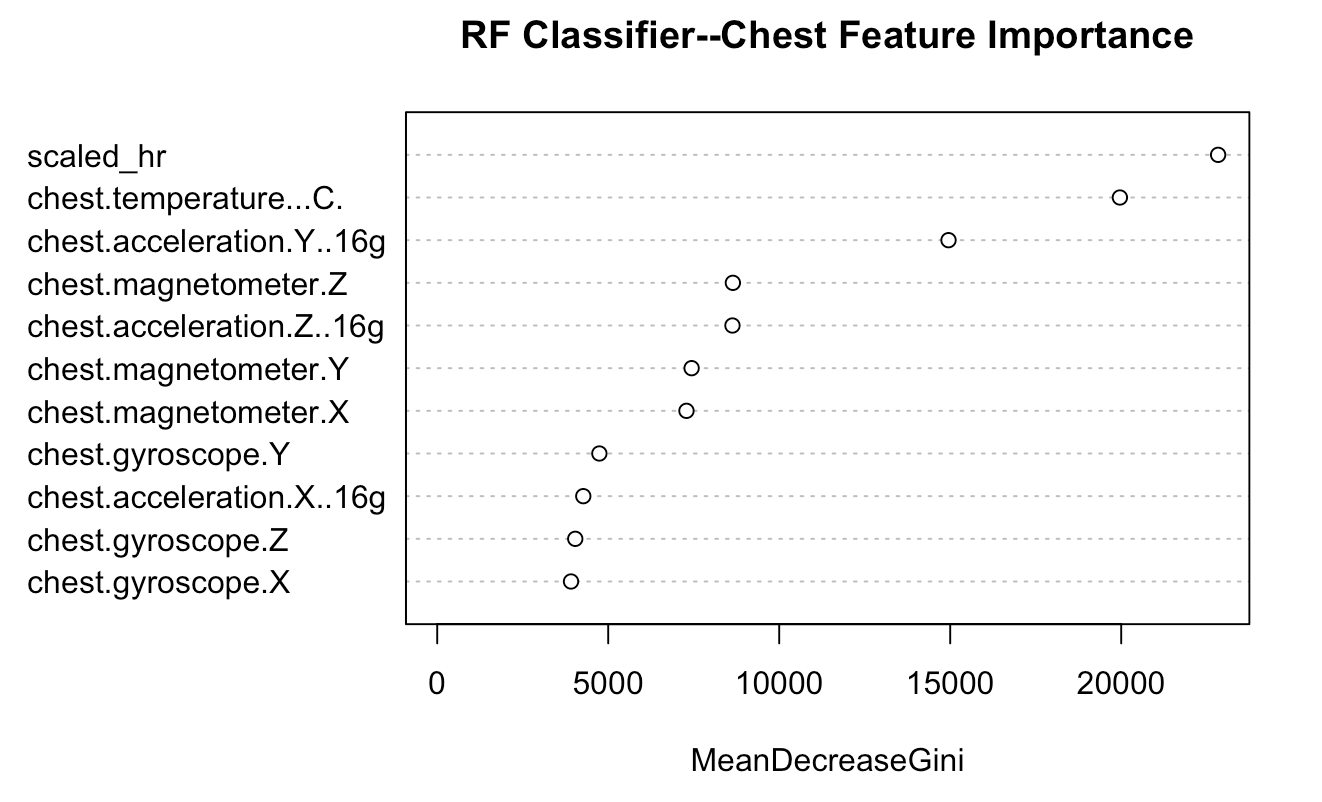 RF Classifier--Chest Feature Importance
scaled_hr
chest.temperature...C.
chest.acceleration.Y..16g
chest.magnetometer.Z
chest.acceleration.Z..16g
chest.magnetometer.Y
chest.magnetometer.X
chest.gyroscope.Y
chest.acceleration.X..16g
chest.gyroscope.Z
chest.gyroscope.X
0 5000 10000 15000 20000
MeanDecreaseGini